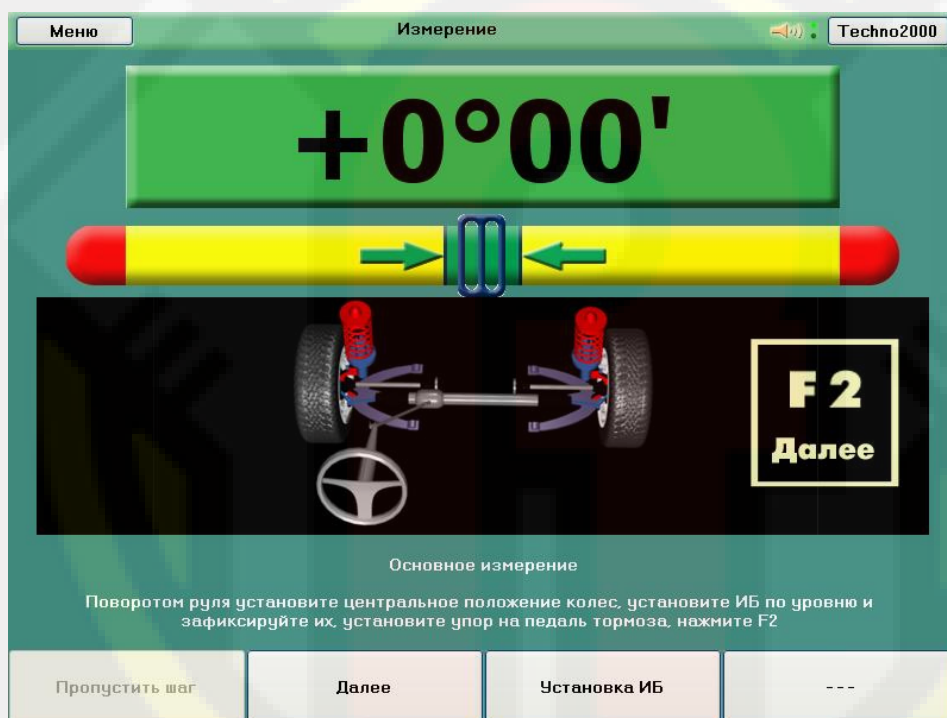 Меню
Измерение
Techno2000
+0°00'
F 2
Далее
Основное измерение
Поворотом руля установите центральное положение колес, установите ИБ по уровню и
зафиксируйте их, установите упор на педаль тормоза, нажмите F2
Пропустить шаг
Далее
Установка ИБ
---